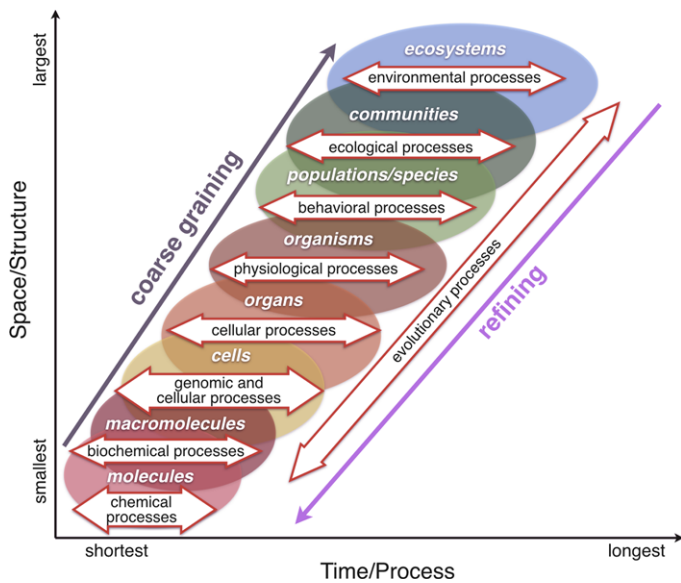 largest
ecosystems
environmental processes
communities
ecological processes
populations/species
behavioral processes
organisms
physiological processes
organs
cellular processes
cells
genomic and
cellular processes
macromolecules
biochemical processes
molecules
chemical
processes
coarse graining
evolutionary processes
refining
Space/Structure
smallest
shortest
longest
Time/Process